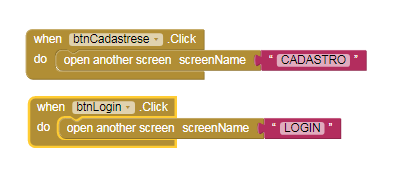 when btnCadastrese .Click
do open another screen screenName " CADASTRO "
when btnLogin .Click
do open another screen screenName " LOGIN "